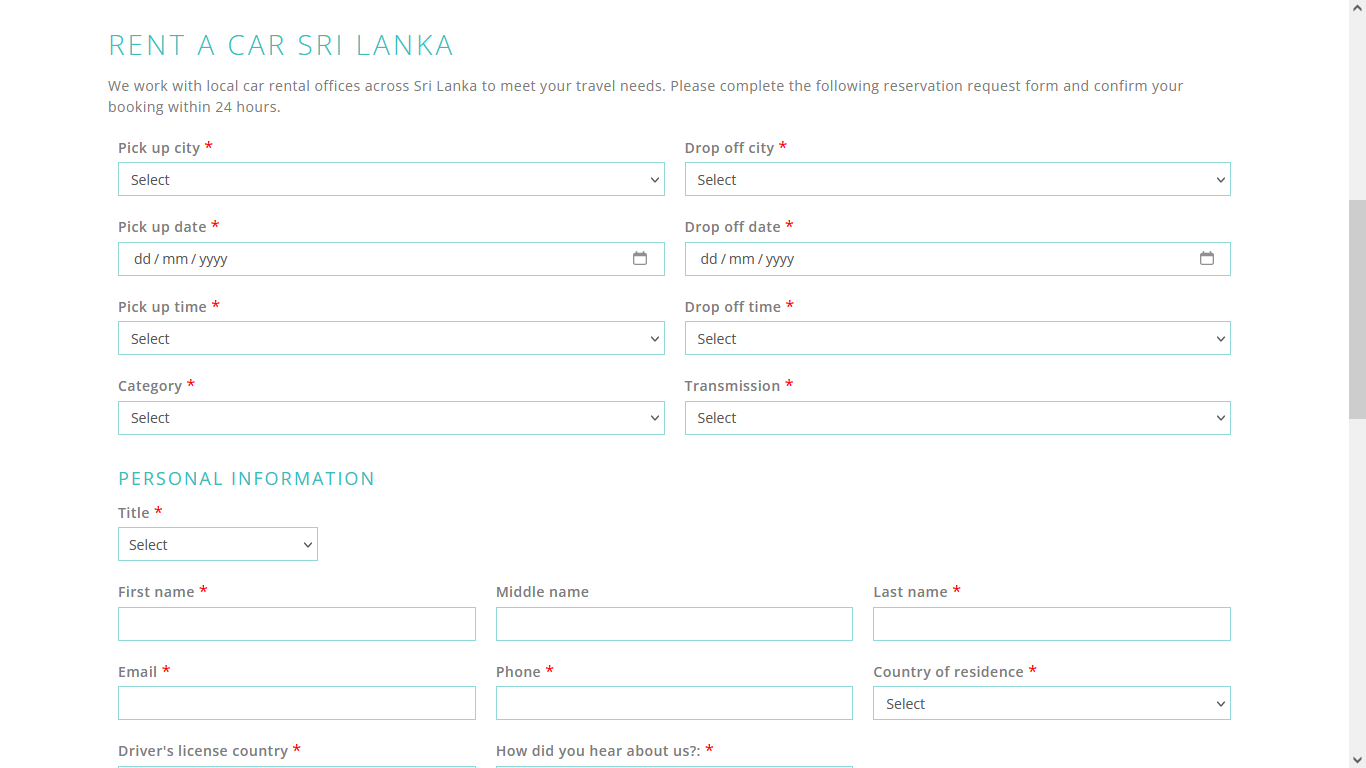 RENT A CAR SRI LANKA
We work with local car rental offices across Sri Lanka to meet your travel needs. Please complete the following reservation request form and confirm your
booking within 24 hours.
Pick up city * Drop off city *
Select Select
Pick up date * Drop off date *
dd / mm / yyyy dd / mm / yyyy
Pick up time * Drop off time *
Select Select
Category * Transmission *
Select Select
PERSONAL INFORMATION
Title *
Select
First name * Middle name Last name *
Email * Phone * Country of residence *
Select
Driver's license country * How did you hear about us?: *